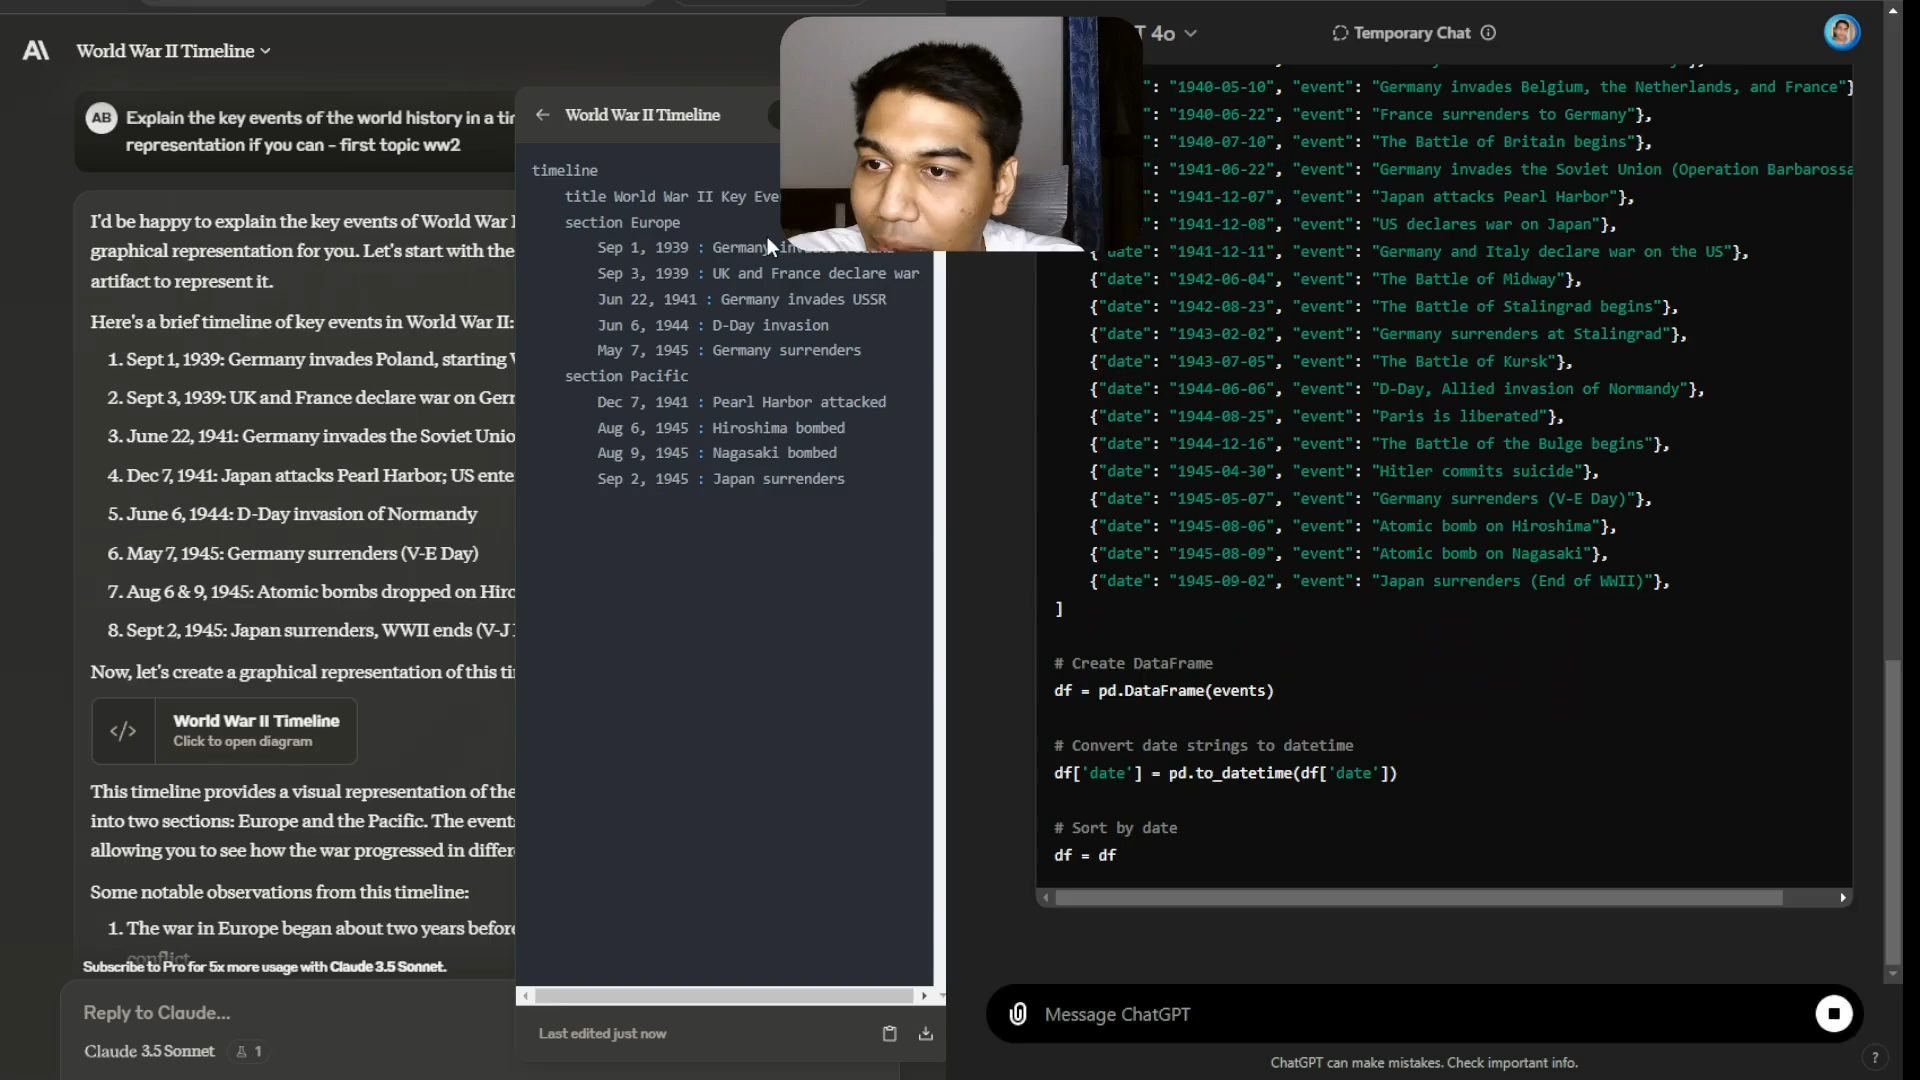 World War II Timeline
AB
Explain the key events of the world history in a
representation if you can - first topic ww2
I'd be happy to explain the key events of World War
graphical representation for you. Let's start with the
artifact to represent it.
Here's a brief timeline of key events in World War II:
1. Sept 1, 1939: Germany invades Poland, starting
2. Sept 3, 1939: UK and France declare war on
3. June 22, 1941: Germany invades the Soviet
4. Dec 7, 1941: Japan attacks Pearl Harbor; US
5. June 6, 1944: D-Day invasion of Normandy
6. May 7, 1945: Germany surrenders (V-E Day)
7. Aug 6 & 9, 1945: Atomic bombs dropped on
8. Sept 2, 1945: Japan surrenders, WWII ends (V-J
Now, let's create a graphical representation of this
</>
World War II Timeline
Click to open diagram
This timeline provides a visual representation of the
into two sections: Europe and the Pacific. The
allowing you to see how the war progressed in
Some notable observations from this timeline:
1. The war in Europe began about two years before
conflict
Subscribe to Pro for 5x more usage with Claude 3.5 Sonnet.
Reply to Claude...
Claude 3.5 Sonnet
1
World War II Timeline
timeline
title World War II Key
section Europe
Sep 1, 1939 : Germany
Sep 3, 1939 : UK and France declare war
Jun 22, 1941 : Germany invades USSR
Jun 6, 1944 : D-Day invasion
May 7, 1945 : Germany surrenders
section Pacific
Dec 7, 1941 : Pearl Harbor attacked
Aug 6, 1945 : Hiroshima bombed
Aug 9, 1945 : Nagasaki bombed
Sep 2, 1945 : Japan surrenders
Last edited just now
4o
Temporary Chat
": "1940-05-10", "event": "Germany invades Belgium, the Netherlands, and France"}
": "1940-06-22", "event": "France surrenders to Germany"},
": "1940-07-10", "event": "The Battle of Britain begins"},
": "1941-06-22", "event": "Germany invades the Soviet Union (Operation
": "1941-12-07", "event": "Japan attacks Pearl Harbor"},
": "1941-12-08", "event": "US declares war on Japan"},
{"date": "1941-12-11", "event": "Germany and Italy declare war on the US"},
{"date": "1942-06-04", "event": "The Battle of Midway"},
{"date": "1942-08-23", "event": "The Battle of Stalingrad begins"},
{"date": "1943-02-02", "event": "Germany surrenders at Stalingrad"},
{"date": "1943-07-05", "event": "The Battle of Kursk"},
{"date": "1944-06-06", "event": "D-Day, Allied invasion of Normandy"},
{"date": "1944-08-25", "event": "Paris is liberated"},
{"date": "1944-12-16", "event": "The Battle of the Bulge begins"},
{"date": "1945-04-30", "event": "Hitler commits suicide"},
{"date": "1945-05-07", "event": "Germany surrenders (V-E Day)"},
{"date": "1945-08-06", "event": "Atomic bomb on Hiroshima"},
{"date": "1945-08-09", "event": "Atomic bomb on Nagasaki"},
{"date": "1945-09-02", "event": "Japan surrenders (End of WWII)"},
]
# Create DataFrame
df = pd.DataFrame(events)
# Convert date strings to datetime
df['date'] = pd.to_datetime(df['date'])
# Sort by date
df = df
Message ChatGPT
ChatGPT can make mistakes. Check important info.
?